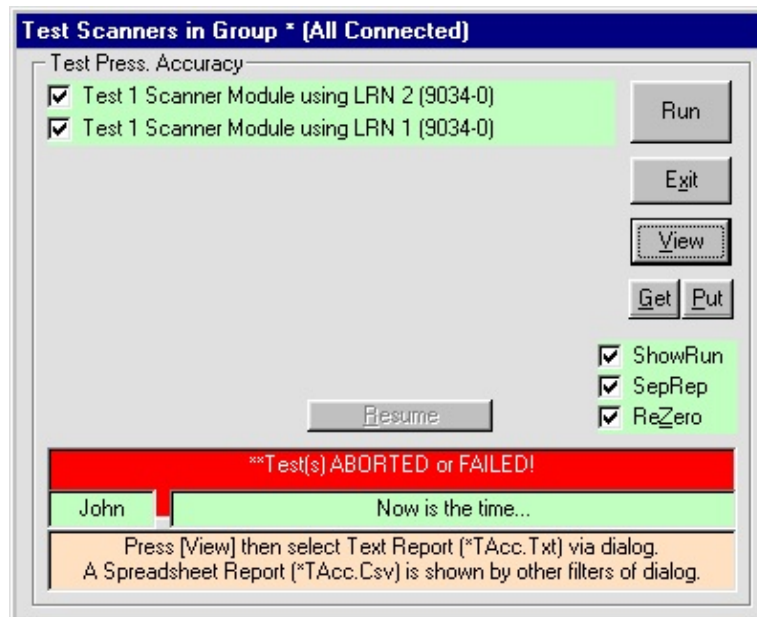 Test Scanners in Group * (All Connected)
Test Press. Accuracy
Test 1 Scanner Module using LRN 2 (9034-0)
Test 1 Scanner Module using LRN 1 (9034-0)
Run
Exit
View
Get Put
ShowRun
SepRep
ReZero
Resume
**Test(s) ABORTED or FAILED!
John Now is the time...
Press [View] then select Text Report (*TAcc.Txt) via dialog.
A Spreadsheet Report (*TAcc.Csv) is shown by other filters of dialog.